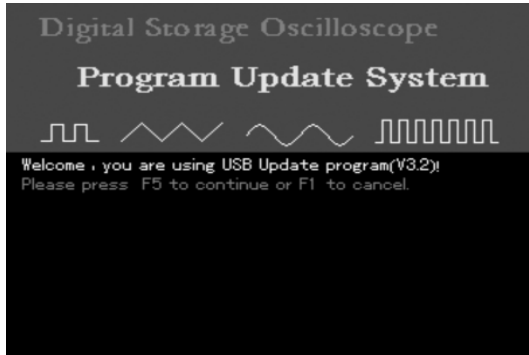 Digital Storage Oscilloscope
Program Update System
Welcome , you are using USB Update program(V3.2)!
Please press F5 to continue or F1 to cancel.